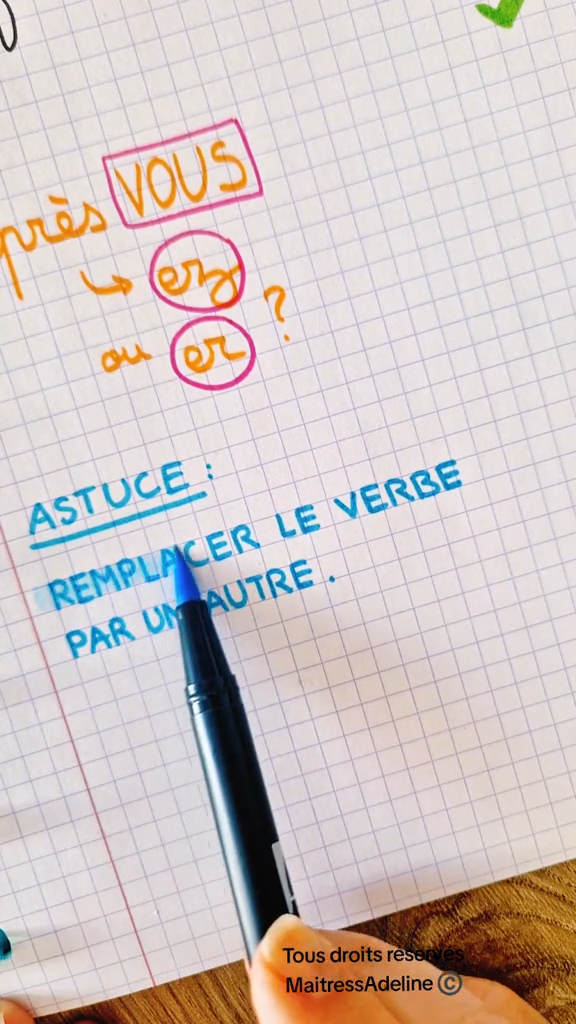 près VOUS
↳ ez
ou er ?
ASTUCE :
REMPLACER LE VERBE
PAR UN AUTRE.
Tous droits réservés
MaitressAdeline ©